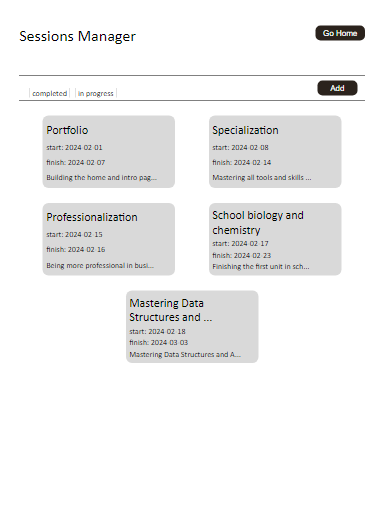 Sessions Manager
Go Home
completed
in progress
Add
Portfolio
start: 2024-02-01
finish: 2024-02-07
Building the home and intro pag...
Specialization
start: 2024-02-08
finish: 2024-02-14
Mastering all tools and skills ...
Professionalization
start: 2024-02-15
finish: 2024-02-16
Being more professional in busi...
School biology and
chemistry
start: 2024-02-17
finish: 2024-02-23
Finishing the first unit in sch...
Mastering Data
Structures and ...
start: 2024-02-18
finish: 2024-03-03
Mastering Data Structures and A...